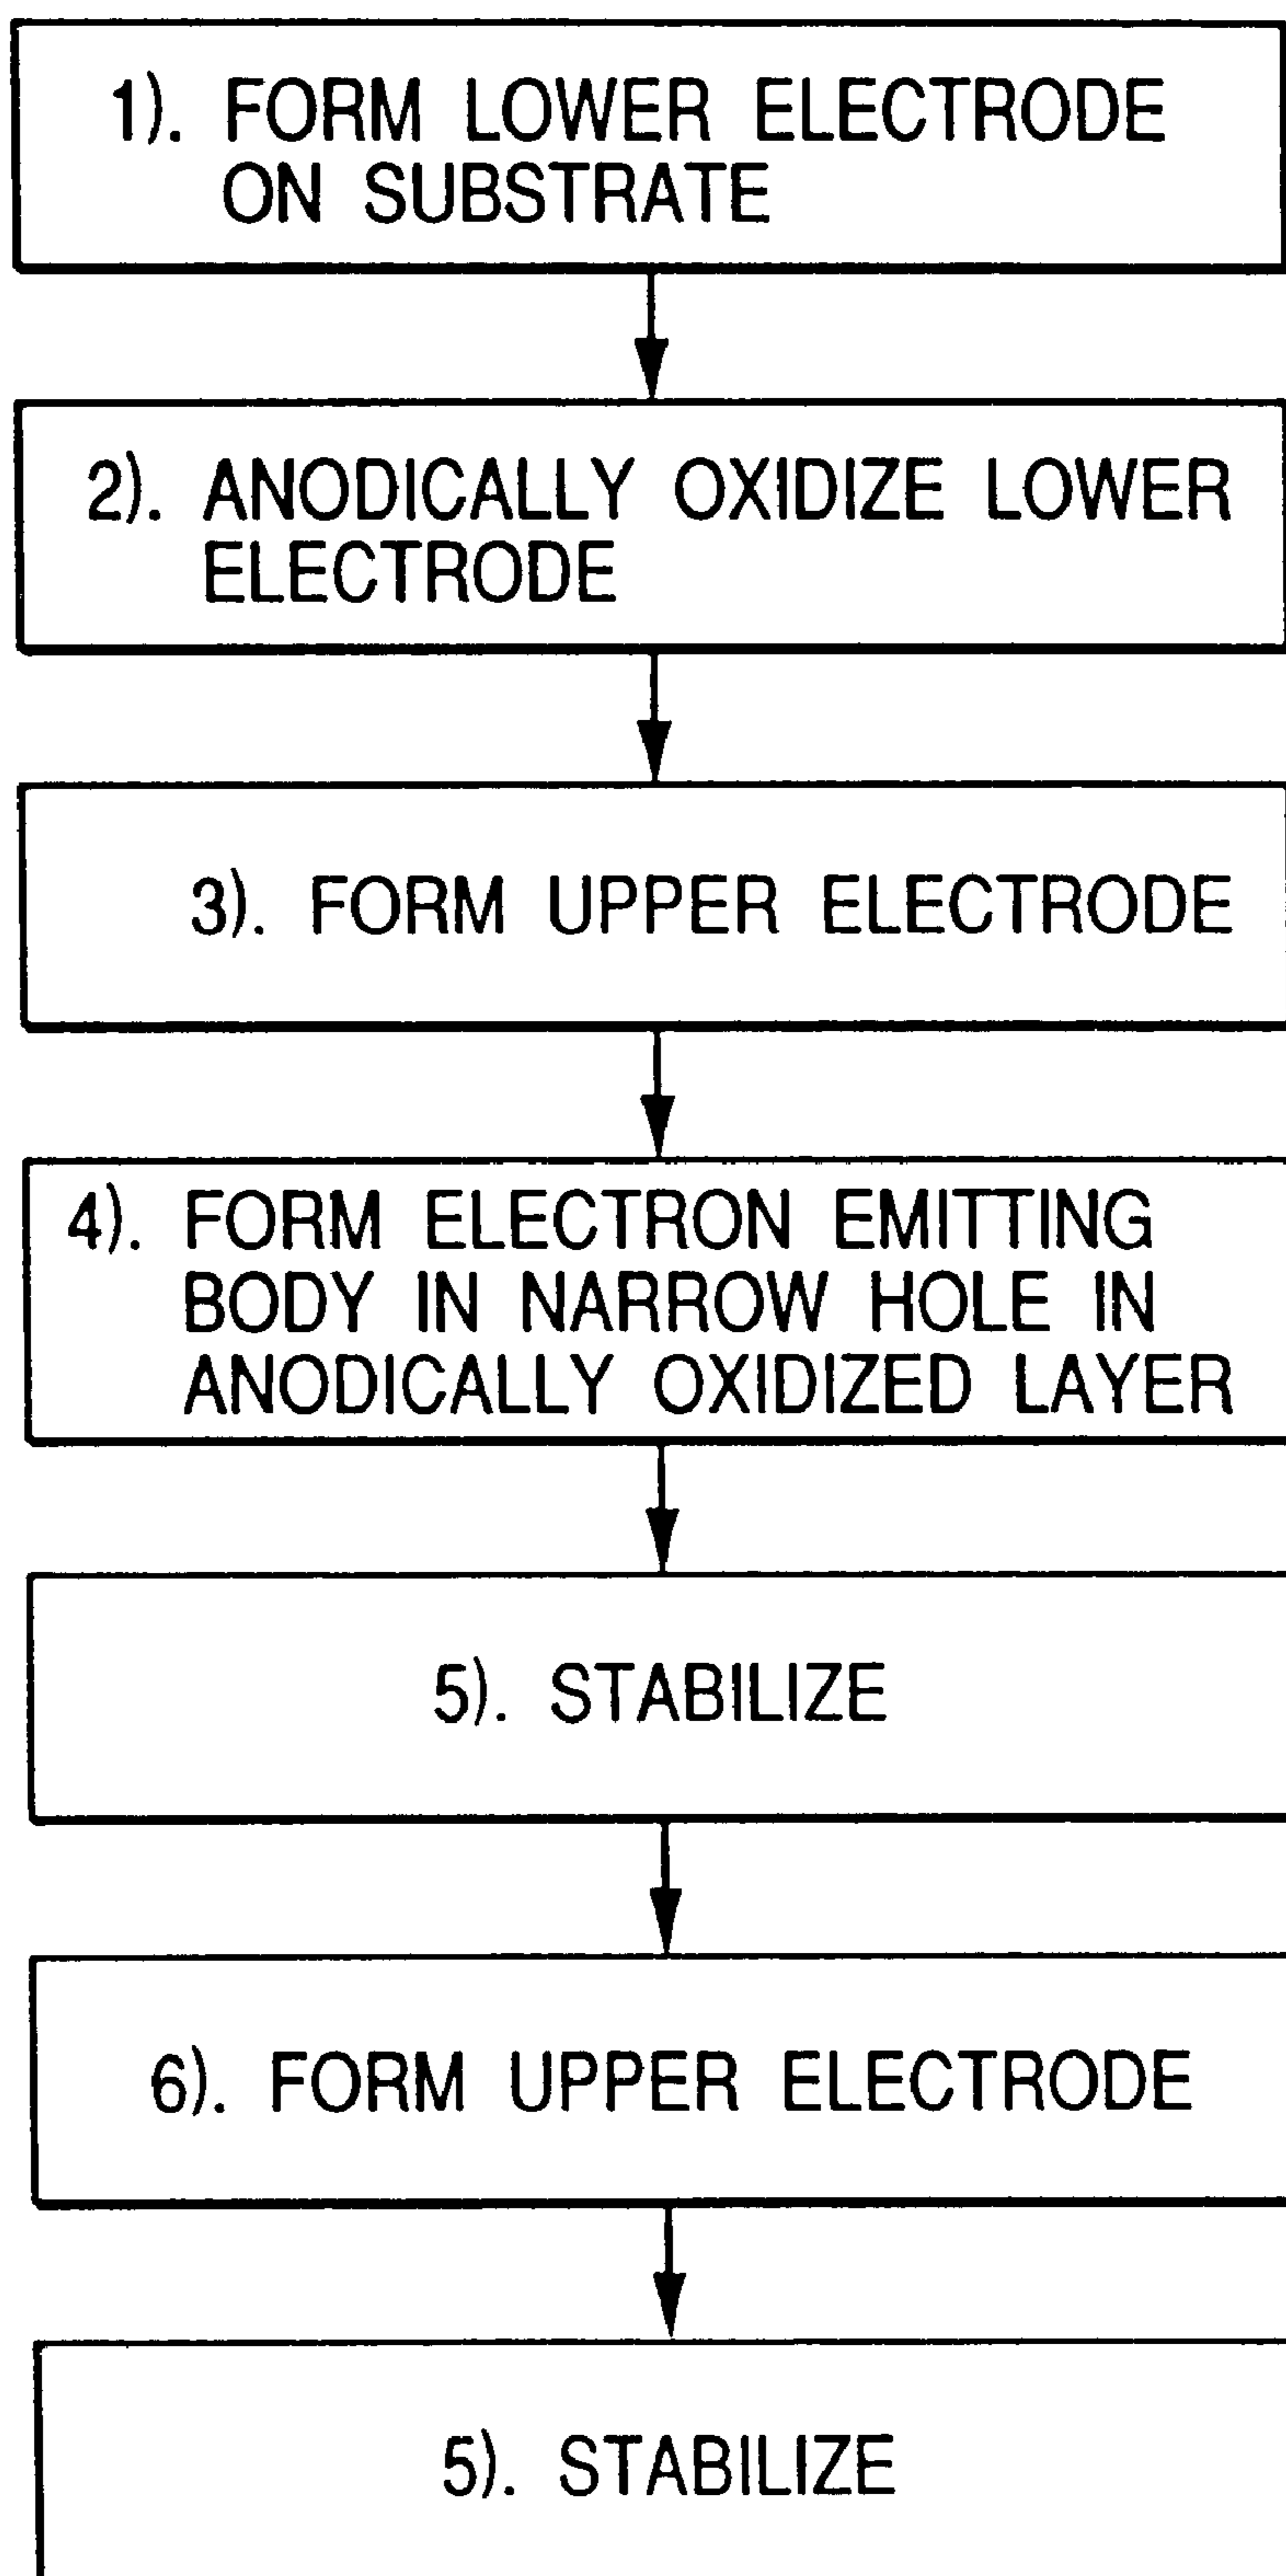 1). FORM LOWER ELECTRODE
ON SUBSTRATE
2). ANODICALLY OXIDIZE LOWER
ELECTRODE
3). FORM UPPER ELECTRODE
4). FORM ELECTRON EMITTING
BODY IN NARROW HOLE IN
ANODICALLY OXIDIZED LAYER
5). STABILIZE
6). FORM UPPER ELECTRODE
5). STABILIZE